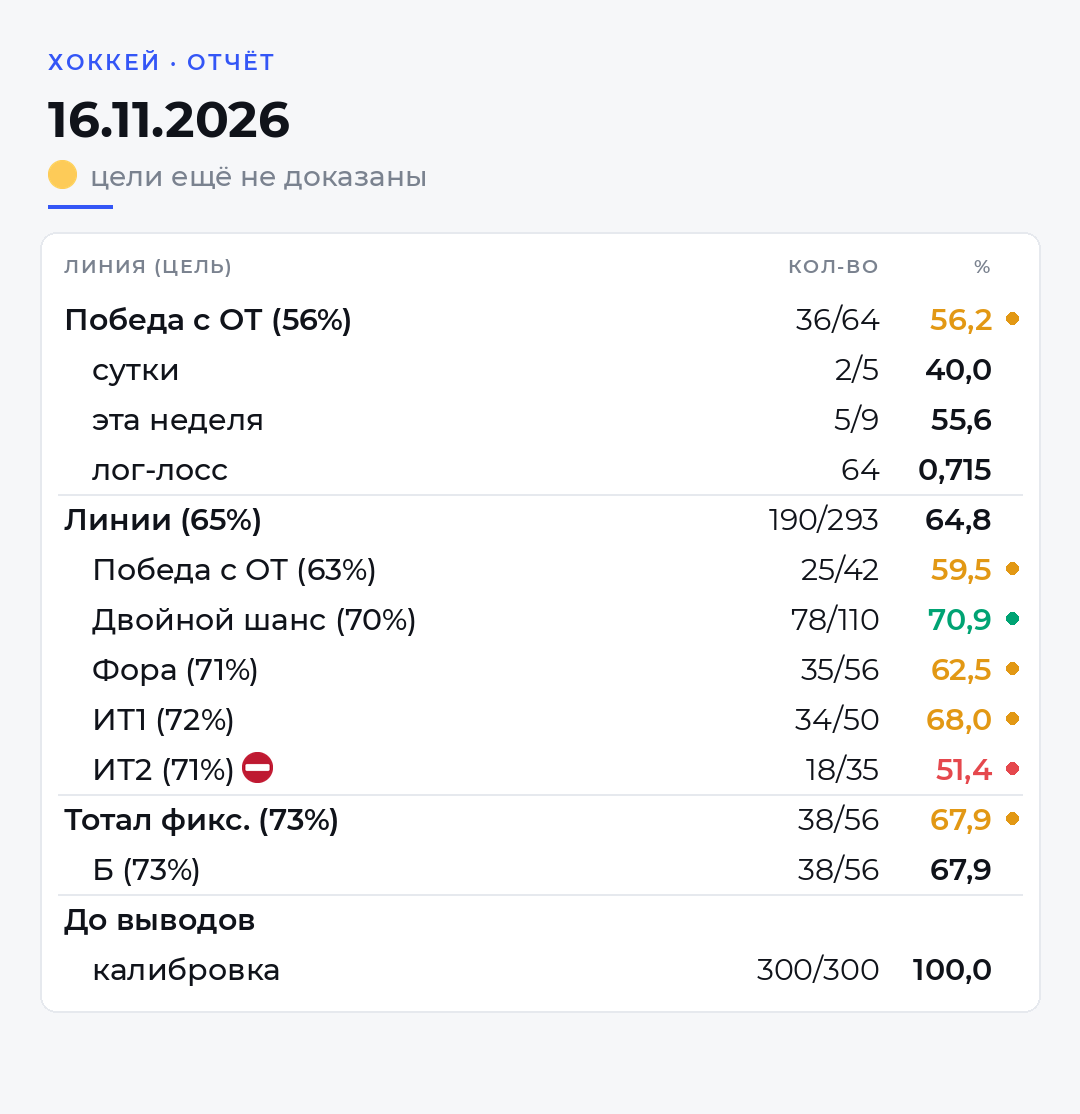 ХОККЕЙ · ОТЧЁТ
16.11.2026
цели ещё не доказаны
ЛИНИЯ (ЦЕЛЬ) КОЛ-ВО %
Победа с ОТ (56%) 36/64 56,2
сутки 2/5 40,0
эта неделя 5/9 55,6
лог-лосс 64 0,715
Линии (65%) 190/293 64,8
Победа с ОТ (63%) 25/42 59,5
Двойной шанс (70%) 78/110 70,9
Фора (71%) 35/56 62,5
ИТ1 (72%) 34/50 68,0
ИТ2 (71%) 18/35 51,4
Тотал фикс. (73%) 38/56 67,9
Б (73%) 38/56 67,9
До выводов
калибровка 300/300 100,0